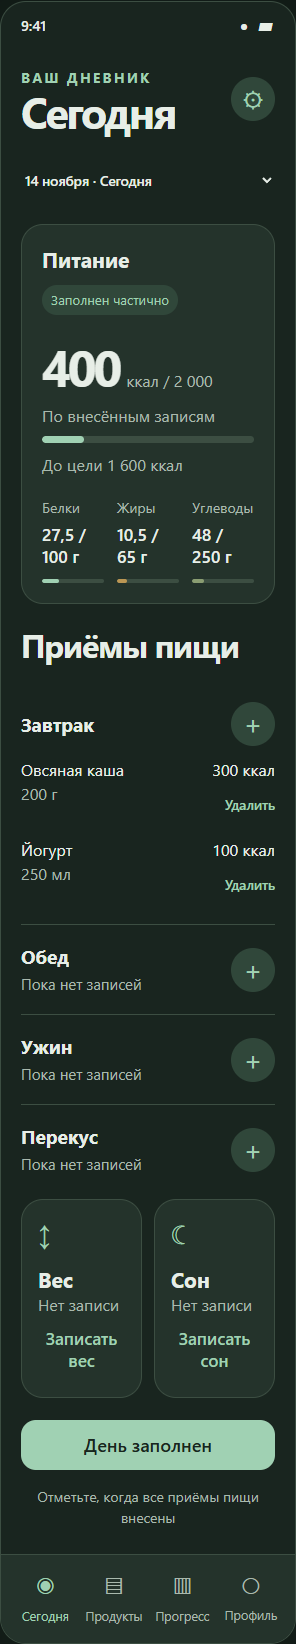 9:41
ВАШ ДНЕВНИК
Сегодня
14 ноября · Сегодня
Питание
Заполнен частично
400 ккал / 2 000
По внесённым записям
До цели 1 600 ккал
Белки Жиры Углеводы
27,5 / 10,5 / 48 /
100 г 65 г 250 г
Приёмы пищи
Завтрак +
Овсяная каша 300 ккал
200 г Удалить
Йогурт 100 ккал
250 мл Удалить
Обед +
Пока нет записей
Ужин +
Пока нет записей
Перекус +
Пока нет записей
Вес Сон
Нет записи Нет записи
Записать Записать
вес сон
День заполнен
Отметьте, когда все приёмы пищи
внесены
Сегодня Продукты Прогресс Профиль